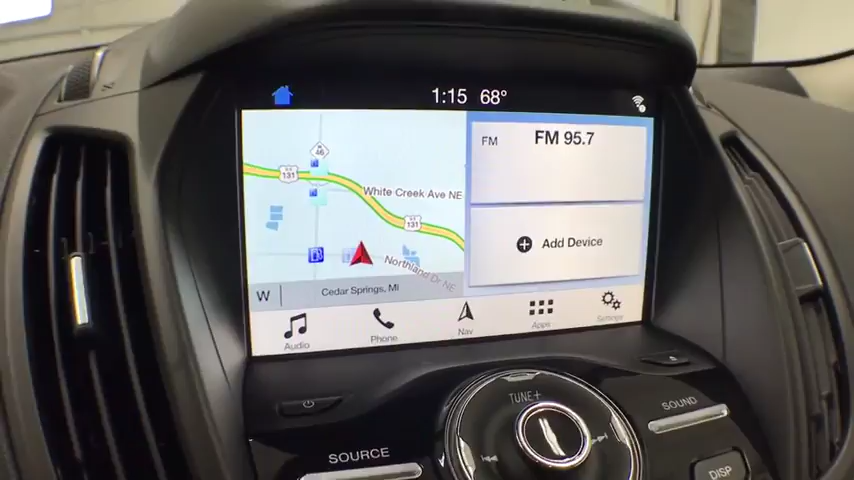 1:15 68°
FM
FM 95.7
46
U S
131
White Creek Ave NE
U S
131
Add Device
Northland Dr NE
W
Cedar Springs, MI
Audio
Phone
Nav
Apps
Settings
TUNE+
SOUND
SOURCE
DISP